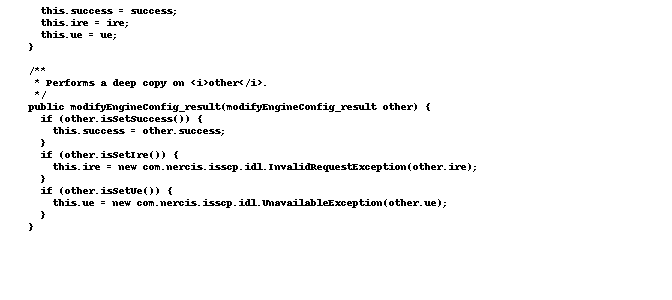 this.success = success;
this.ire = ire;
this.ue = ue;
}
/**
* Performs a deep copy on <i>other</i>.
*/
public modifyEngineConfig_result(modifyEngineConfig_result other) {
if (other.isSetSuccess()) {
this.success = other.success;
}
if (other.isSetIre()) {
this.ire = new com.nercis.isscp.idl.InvalidRequestException(other.ire);
}
if (other.isSetUe()) {
this.ue = new com.nercis.isscp.idl.UnavailableException(other.ue);
}
}